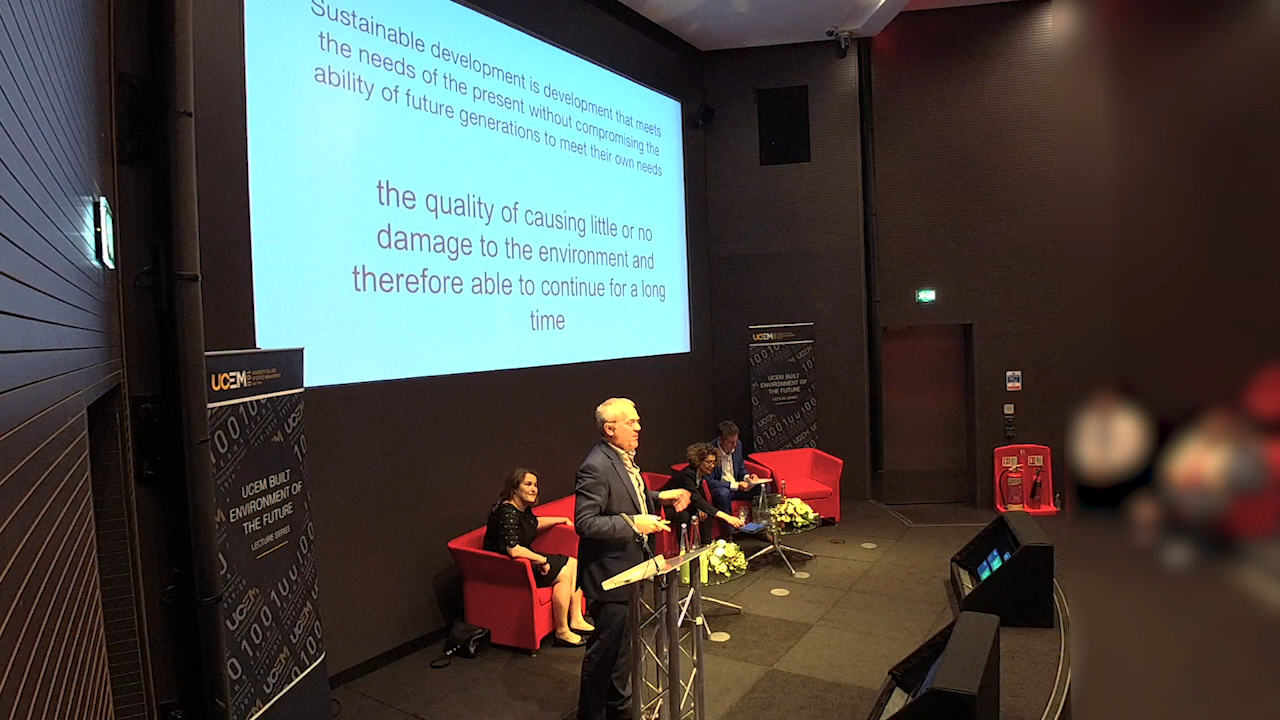 Sustainable development is development that meets
the needs of the present without compromising the
ability of future generations to meet their own needs
the quality of causing little or no
damage to the environment and
therefore able to continue for a long
time
UCEM
UCEM BUILT
ENVIRONMENT OF
THE FUTURE
LECTURE SERIES
UCEM
UCEM BUILT
ENVIRONMENT OF
THE FUTURE
LECTURE SERIES